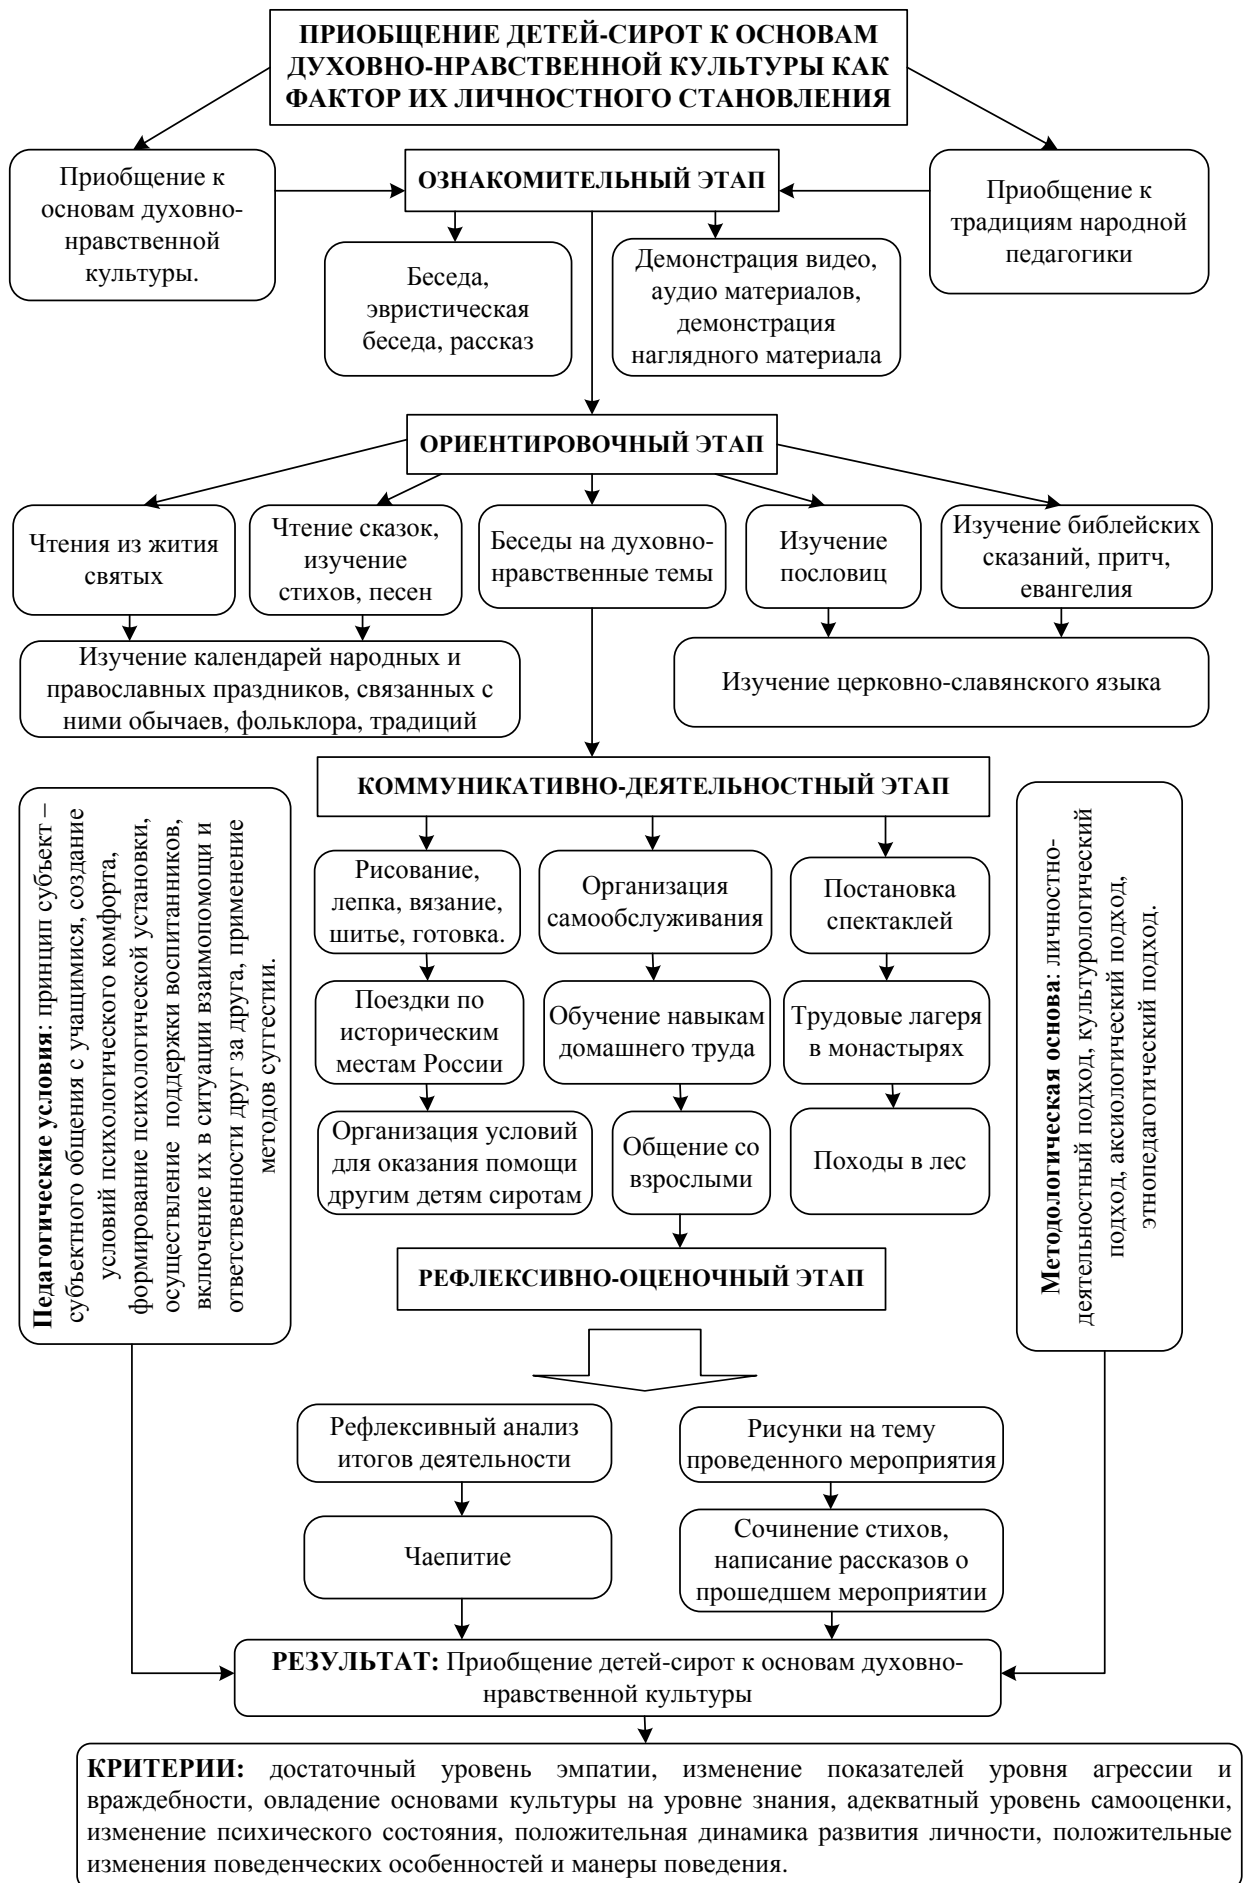 ПРИОБЩЕНИЕ ДЕТЕЙ-СИРОТ К ОСНОВАМ
ДУХОВНО-НРАВСТВЕННОЙ КУЛЬТУРЫ КАК
ФАКТОР ИХ ЛИЧНОСТНОГО СТАНОВЛЕНИЯ
Приобщение к
основам духовно-
нравственной
культуры.
ОЗНАКОМИТЕЛЬНЫЙ ЭТАП
Приобщение к
традициям народной
педагогики
Беседа,
эвристическая
беседа, рассказ
Демонстрация видео,
аудио материалов,
демонстрация
наглядного материала
ОРИЕНТИРОВОЧНЫЙ ЭТАП
Чтения из жития
святых
Чтение сказок,
изучение
стихов, песен
Беседы на духовно-
нравственные темы
Изучение
пословиц
Изучение библейских
сказаний, притч,
евангелия
Изучение календарей народных и
православных праздников, связанных с
ними обычаев, фольклора, традиций
Изучение церковно-славянского языка
КОММУНИКАТИВНО-ДЕЯТЕЛЬНОСТНЫЙ ЭТАП
Педагогические условия: принцип субъект –
субъектного общения с учащимися, создание
условий психологического комфорта,
формирование психологической установки,
осуществление поддержки воспитанников,
включение их в ситуации взаимопомощи и
ответственности друг за друга, применение
методов суггестии.
Рисование,
лепка, вязание,
шитье, готовка.
Организация
самообслуживания
Постановка
спектаклей
Поездки по
историческим
местам России
Обучение навыкам
домашнего труда
Трудовые лагеря
в монастырях
Организация условий
для оказания помощи
другим детям сиротам
Общение со
взрослыми
Походы в лес
Методологическая основа: личностно-
деятельностный подход, культурологический
подход, аксиологический подход,
этнопедагогический подход.
РЕФЛЕКСИВНО-ОЦЕНОЧНЫЙ ЭТАП
Рефлексивный анализ
итогов деятельности
Рисунки на тему
проведенного мероприятия
Чаепитие
Сочинение стихов,
написание рассказов о
прошедшем мероприятии
РЕЗУЛЬТАТ: Приобщение детей-сирот к основам духовно-
нравственной культуры
КРИТЕРИИ: достаточный уровень эмпатии, изменение показателей уровня агрессии и
враждебности, овладение основами культуры на уровне знания, адекватный уровень самооценки,
изменение психического состояния, положительная динамика развития личности, положительные
изменения поведенческих особенностей и манеры поведения.